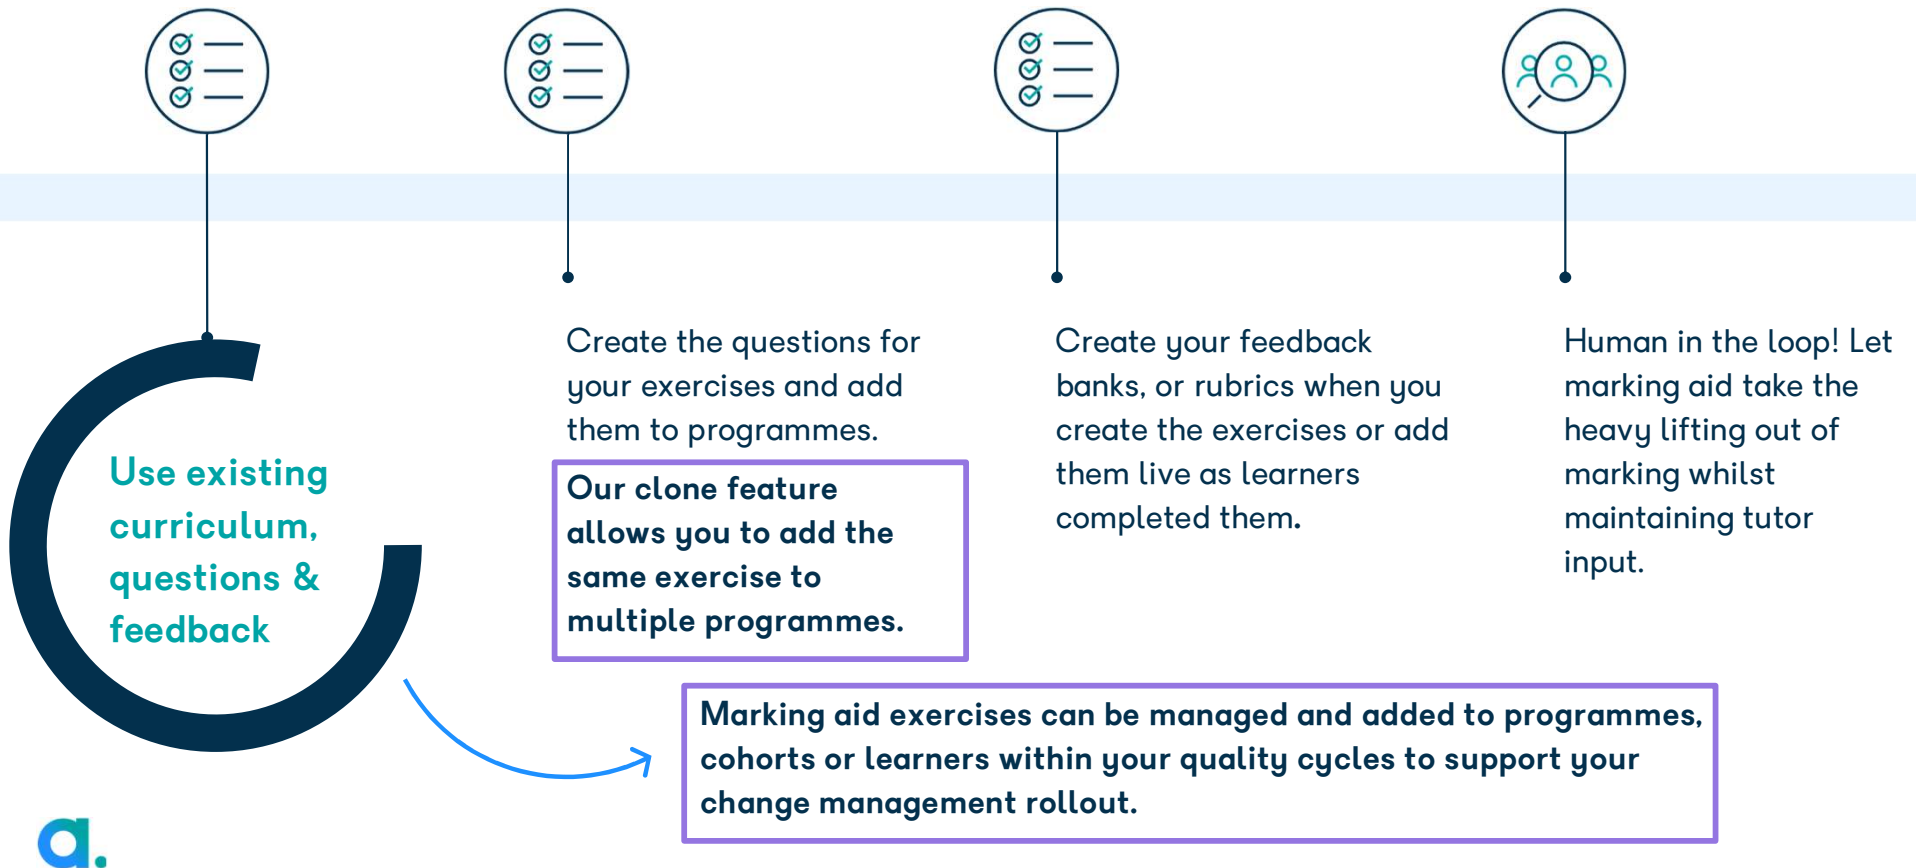 Use existing
curriculum,
questions &
feedback
Create the questions for
your exercises and add
them to programmes.
Our clone feature
allows you to add the
same exercise to
multiple programmes.
Create your feedback
banks, or rubrics when you
create the exercises or add
them live as learners
completed them.
Human in the loop! Let
marking aid take the
heavy lifting out of
marking whilst
maintaining tutor
input.
Marking aid exercises can be managed and added to programmes,
cohorts or learners within your quality cycles to support your
change management rollout.
a.